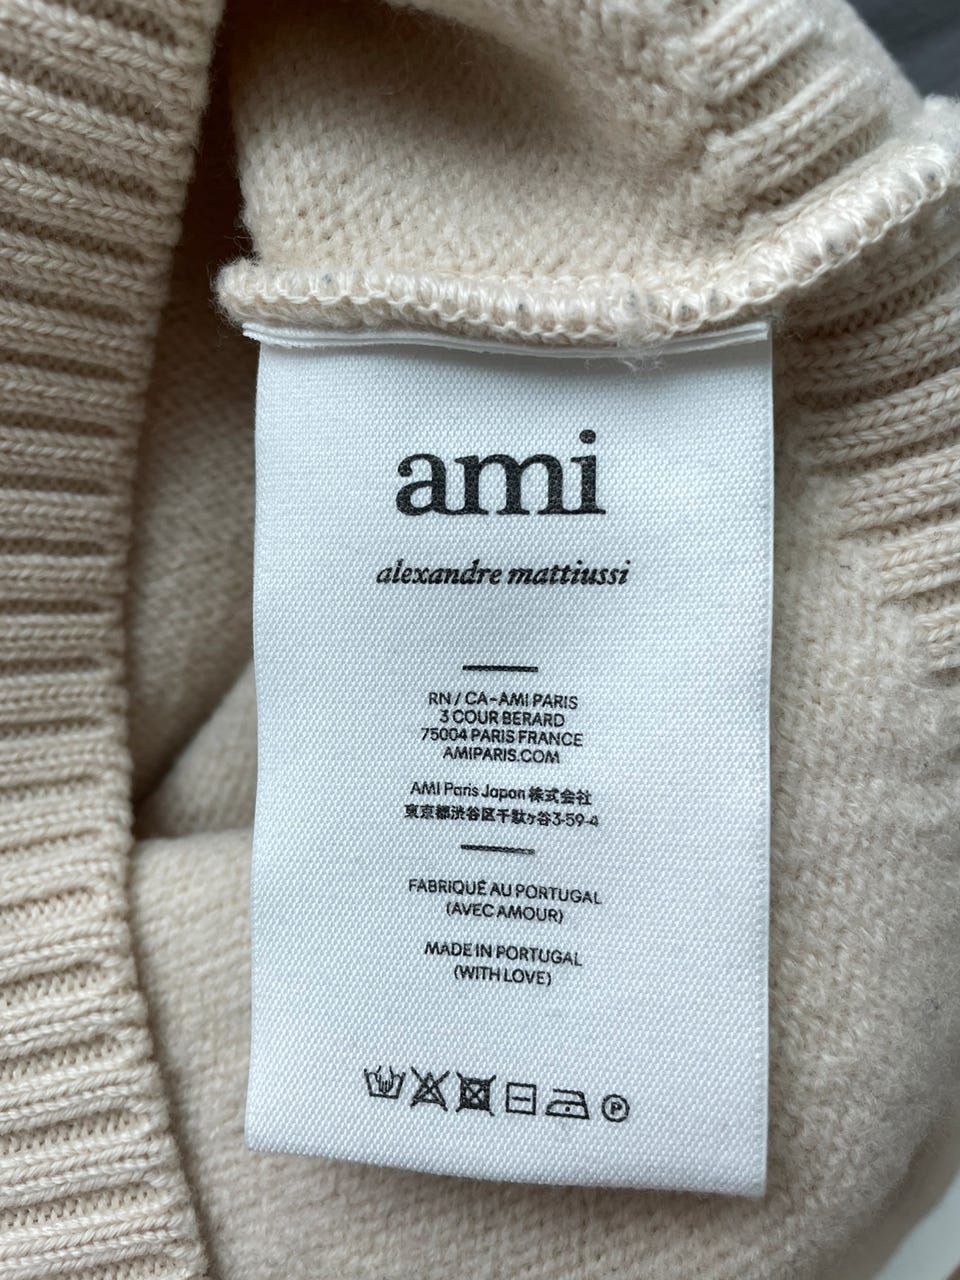 ami
alexandre mattiussi
RN / CA-AMI PARIS
3 COUR BERARD
75004 PARIS FRANCE
AMIPARIS.COM
AMI Paris Japan 株式会社
東京都渋谷区千駄ヶ谷3-59-4
FABRIQUÉ AU PORTUGAL
(AVEC AMOUR)
MADE IN PORTUGAL
(WITH LOVE)
P